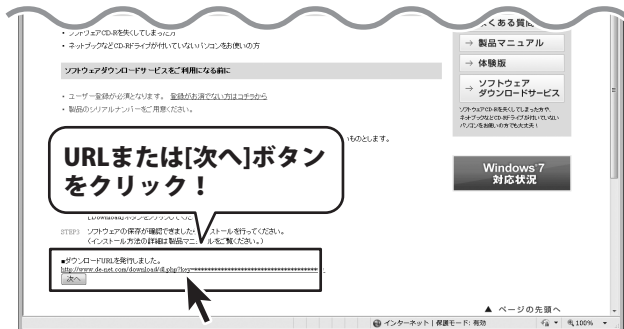 ・ソフトウェアCD-Rを失くしてしまった方
・ネットブックなどCD-Rドライブが付いていないパソコンをお使いの方
ソフトウェアダウンロードサービスをご利用になる前に
・ユーザー登録が必須となります。 登録がお済でない方はコチラから
・製品のシリアルナンバーをご用意ください。
いものとします。
URLまたは[次へ]ボタン
をクリック！
STEP3 ソフトウェアの保存が確認できました
ストールを行ってください。
(インストール方法の詳細は製品マニュ
ルをご覧ください。)
■ダウンロードURLを発行しました。
次へ
くある質問
→ 製品マニュアル
→ 体験版
→ ソフトウェア
ダウンロードサービス
ソフトウェアCD-Rを失くしてしまった方や、
ネットブックなどCD-Rドライブが付いていない
パソコンをお使いの方でも大丈夫！
Windows 7
対応状況
▲ ページの先頭へ
インターネット | 保護モード: 有効
100%